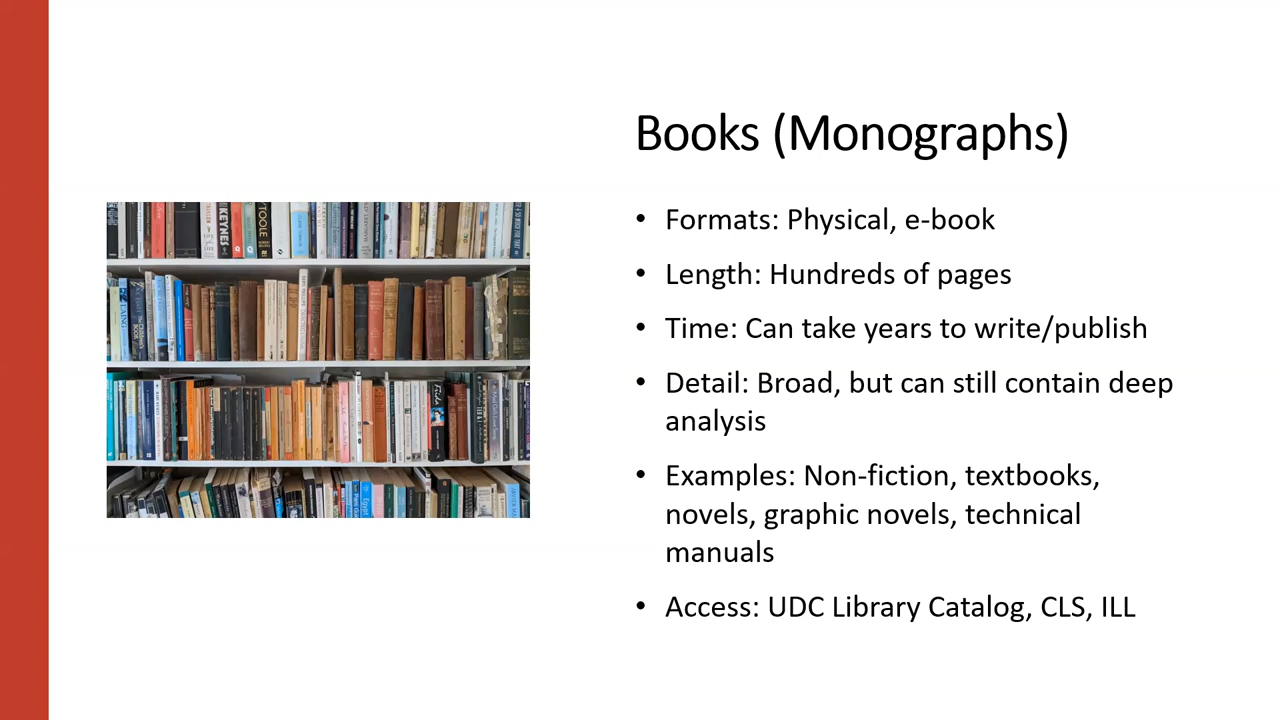 Books (Monographs)
• Formats: Physical, e-book
• Length: Hundreds of pages
• Time: Can take years to write/publish
• Detail: Broad, but can still contain deep
analysis
• Examples: Non-fiction, textbooks,
novels, graphic novels, technical
manuals
• Access: UDC Library Catalog, CLS, ILL
KEYNES
TOOLE